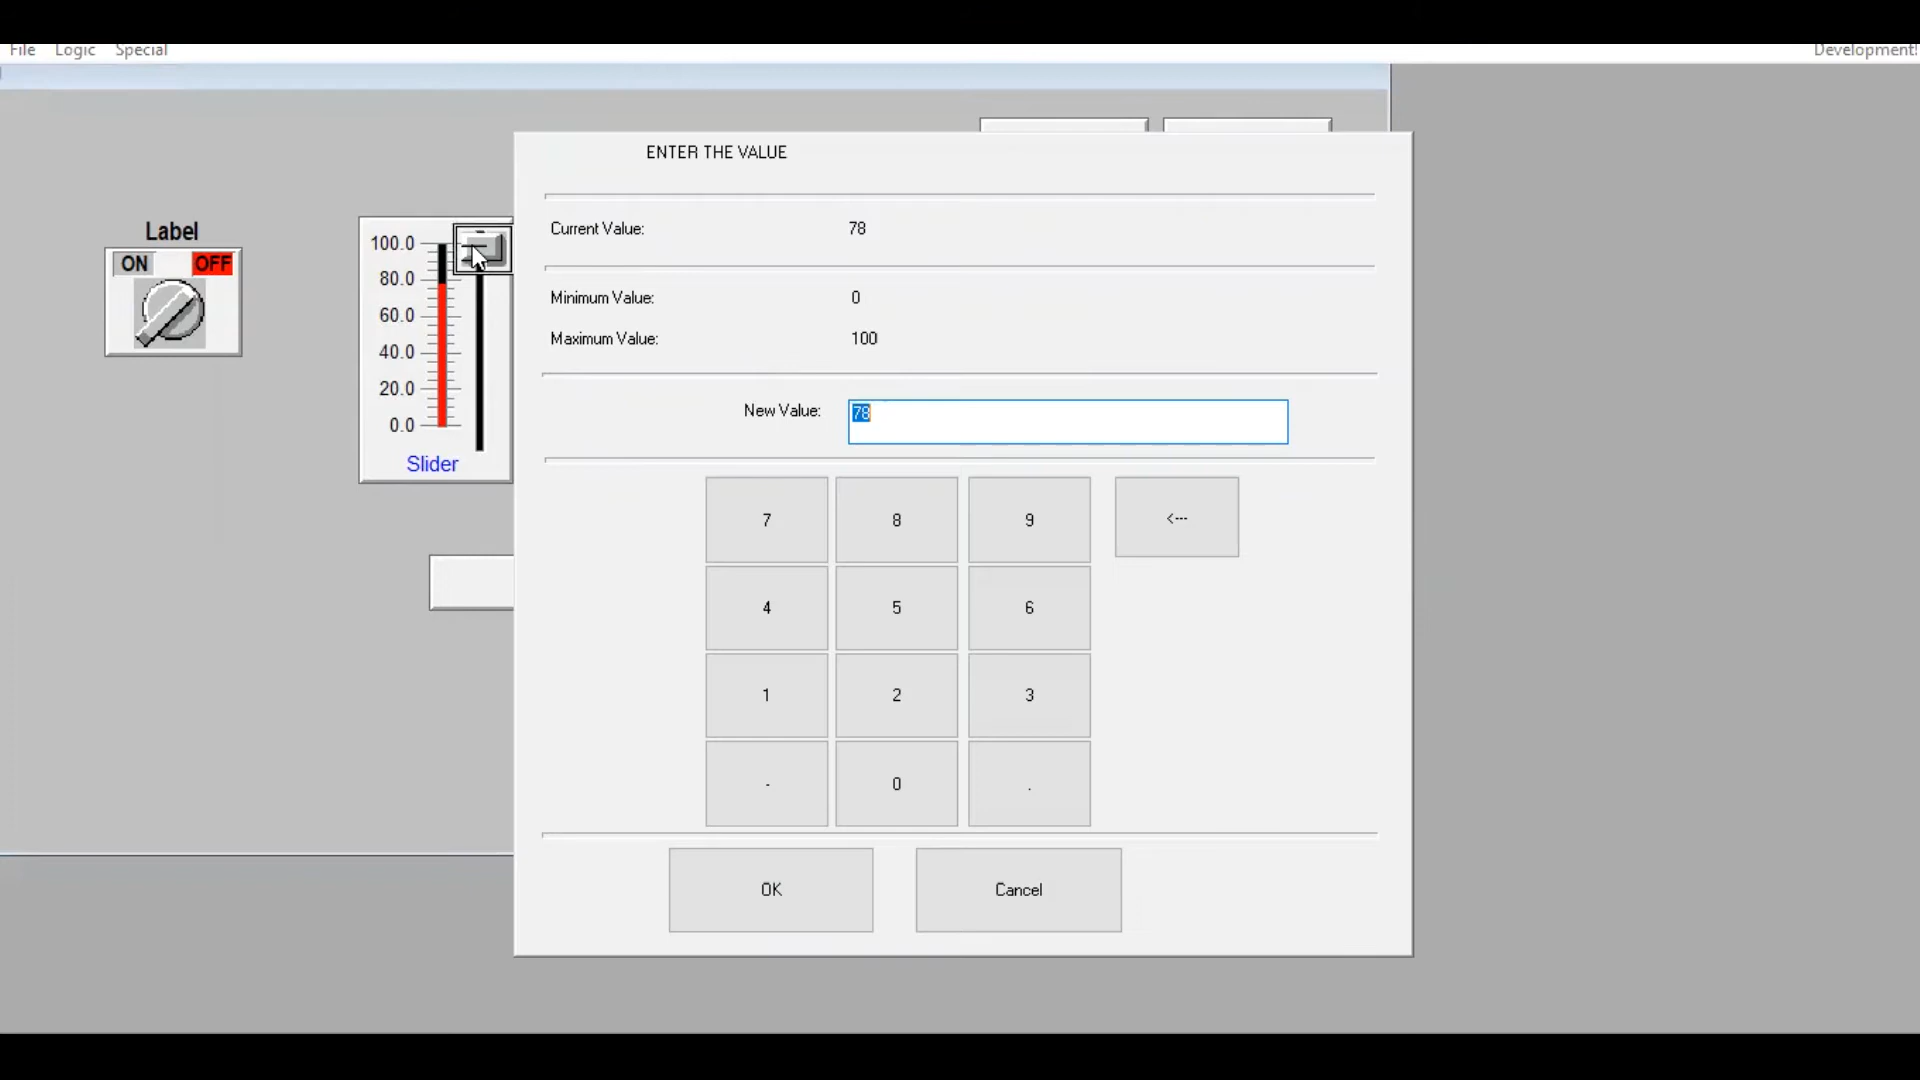 File Logic Special Development!
ENTER THE VALUE
Current Value: 78
Minimum Value: 0
Maximum Value: 100
New Value: 78
7 8 9 <---
4 5 6
1 2 3
- 0 .
OK Cancel
Label
ON OFF
100.0
80.0
60.0
40.0
20.0
0.0
Slider